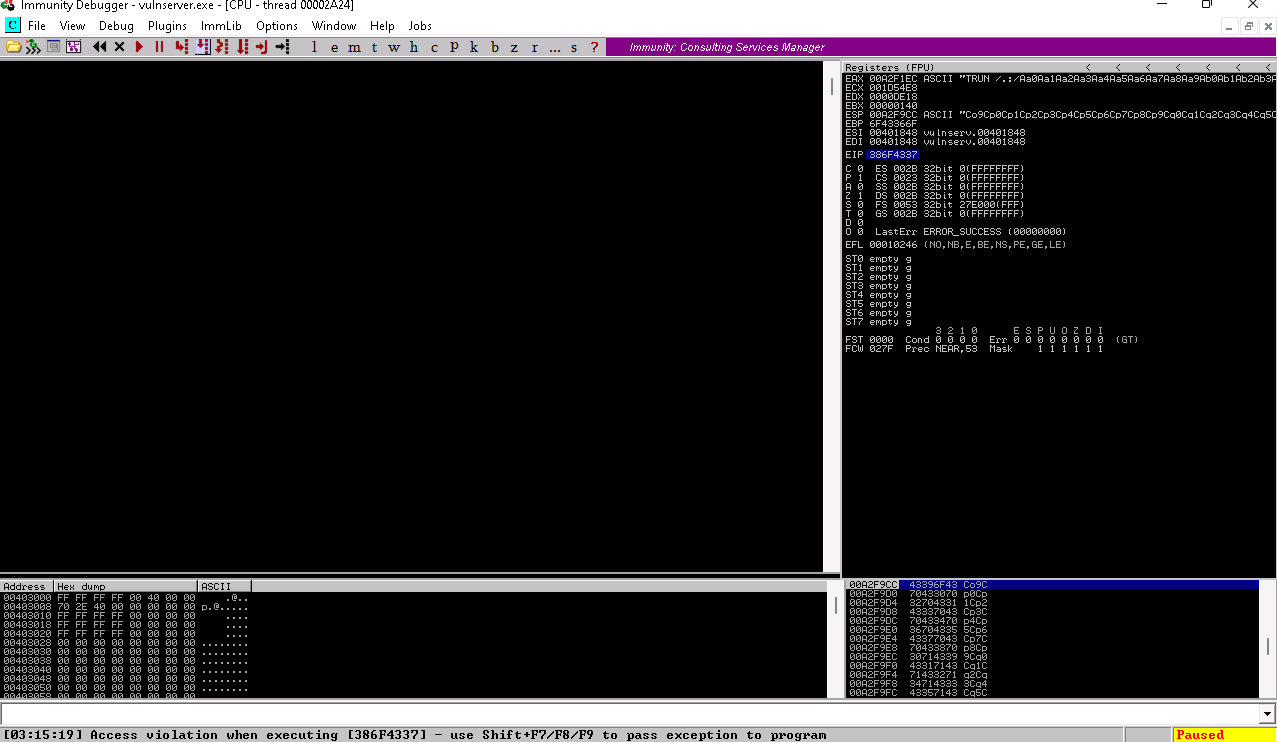 Immunity Debugger - vulnserver.exe - [CPU - thread 00002A24]
C File View Debug Plugins ImmLib Options Window Help Jobs
l e m t w h c P k b z r ... s ? Immunity: Consulting Services Manager
Registers (FPU) < < < < < < <
EAX 00A2F1EC ASCII "TRUN /.:/Aa0Aa1Aa2Aa3Aa4Aa5Aa6Aa7Aa8Aa9Ab0Ab1Ab2Ab3A
ECX 001D54E8
EDX 0000DE18
EBX 00000140
ESP 00A2F9CC ASCII "Co9Cp0Cp1Cp2Cp3Cp4Cp5Cp6Cp7Cp8Cp9Cq0Cq1Cq2Cq3Cq4Cq5C
EBP 6F43366F
ESI 00401848 vulnserv.00401848
EDI 00401848 vulnserv.00401848
EIP 386F4337
C 0 ES 002B 32bit 0(FFFFFFFF)
P 1 CS 0023 32bit 0(FFFFFFFF)
A 0 SS 002B 32bit 0(FFFFFFFF)
Z 1 DS 002B 32bit 0(FFFFFFFF)
S 0 FS 0053 32bit 27E000(FFF)
T 0 GS 002B 32bit 0(FFFFFFFF)
D 0
O 0 LastErr ERROR_SUCCESS (00000000)
EFL 00010246 (NO,NB,E,BE,NS,PE,GE,LE)
ST0 empty g
ST1 empty g
ST2 empty g
ST3 empty g
ST4 empty g
ST5 empty g
ST6 empty g
ST7 empty g
3 2 1 0 E S P U O Z D I
FST 0000 Cond 0 0 0 0 Err 0 0 0 0 0 0 0 0 (GT)
FCW 027F Prec NEAR,53 Mask 1 1 1 1 1 1
Address Hex dump ASCII
00403000 FF FF FF FF 00 40 00 00 .@..
00403008 70 2E 40 00 00 00 00 00 p.@.....
00403010 FF FF FF FF 00 00 00 00 ....
00403018 FF FF FF FF 00 00 00 00 ....
00403020 FF FF FF FF 00 00 00 00 ....
00403028 00 00 00 00 00 00 00 00 ........
00403030 00 00 00 00 00 00 00 00 ........
00403038 00 00 00 00 00 00 00 00 ........
00403040 00 00 00 00 00 00 00 00 ........
00403048 00 00 00 00 00 00 00 00 ........
00403050 00 00 00 00 00 00 00 00 ........
00403058 00 00 00 00 00 00 00 00 ........
00A2F9CC 43396F43 Co9C
00A2F9D0 70433070 p0Cp
00A2F9D4 32704331 1Cp2
00A2F9D8 43337043 Cp3C
00A2F9DC 70433470 p4Cp
00A2F9E0 36704335 5Cp6
00A2F9E4 43377043 Cp7C
00A2F9E8 70433870 p8Cp
00A2F9EC 30714339 9Cq0
00A2F9F0 43317143 Cq1C
00A2F9F4 71433271 q2Cq
00A2F9F8 34714333 3Cq4
00A2F9FC 43357143 Cq5C
[03:15:19] Access violation when executing [386F4337] - use Shift+F7/F8/F9 to pass exception to program Paused